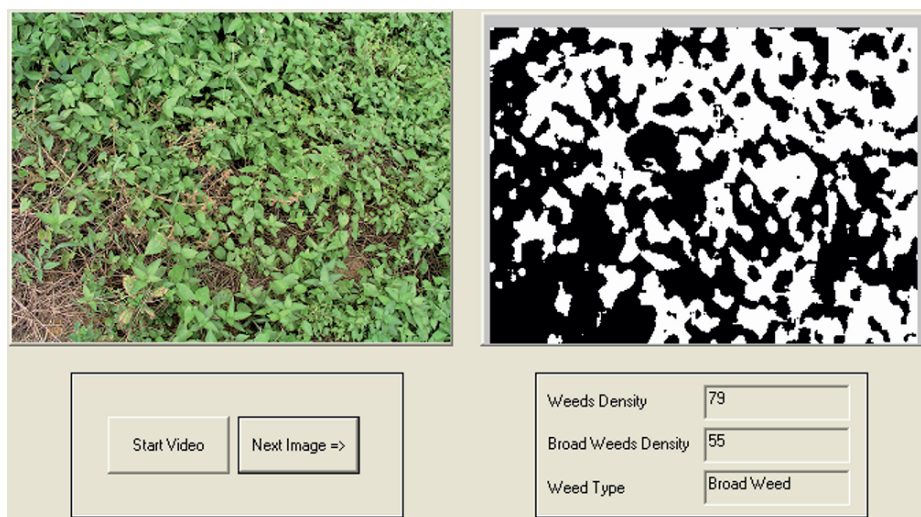 Start Video
Next Image =>
Weeds Density
79
Broad Weeds Density
55
Weed Type
Broad Weed